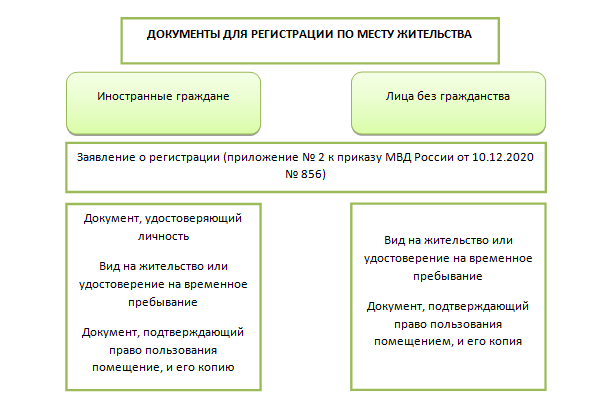 ДОКУМЕНТЫ ДЛЯ РЕГИСТРАЦИИ ПО МЕСТУ ЖИТЕЛЬСТВА
Иностранные граждане
Лица без гражданства
Заявление о регистрации (приложение № 2 к приказу МВД России от 10.12.2020
№ 856)
Документ, удостоверяющий
личность
Вид на жительство или
удостоверение на временное
пребывание
Документ, подтверждающий
право пользования
помещение, и его копию
Вид на жительство или
удостоверение на временное
пребывание
Документ, подтверждающий
право пользования
помещением, и его копия